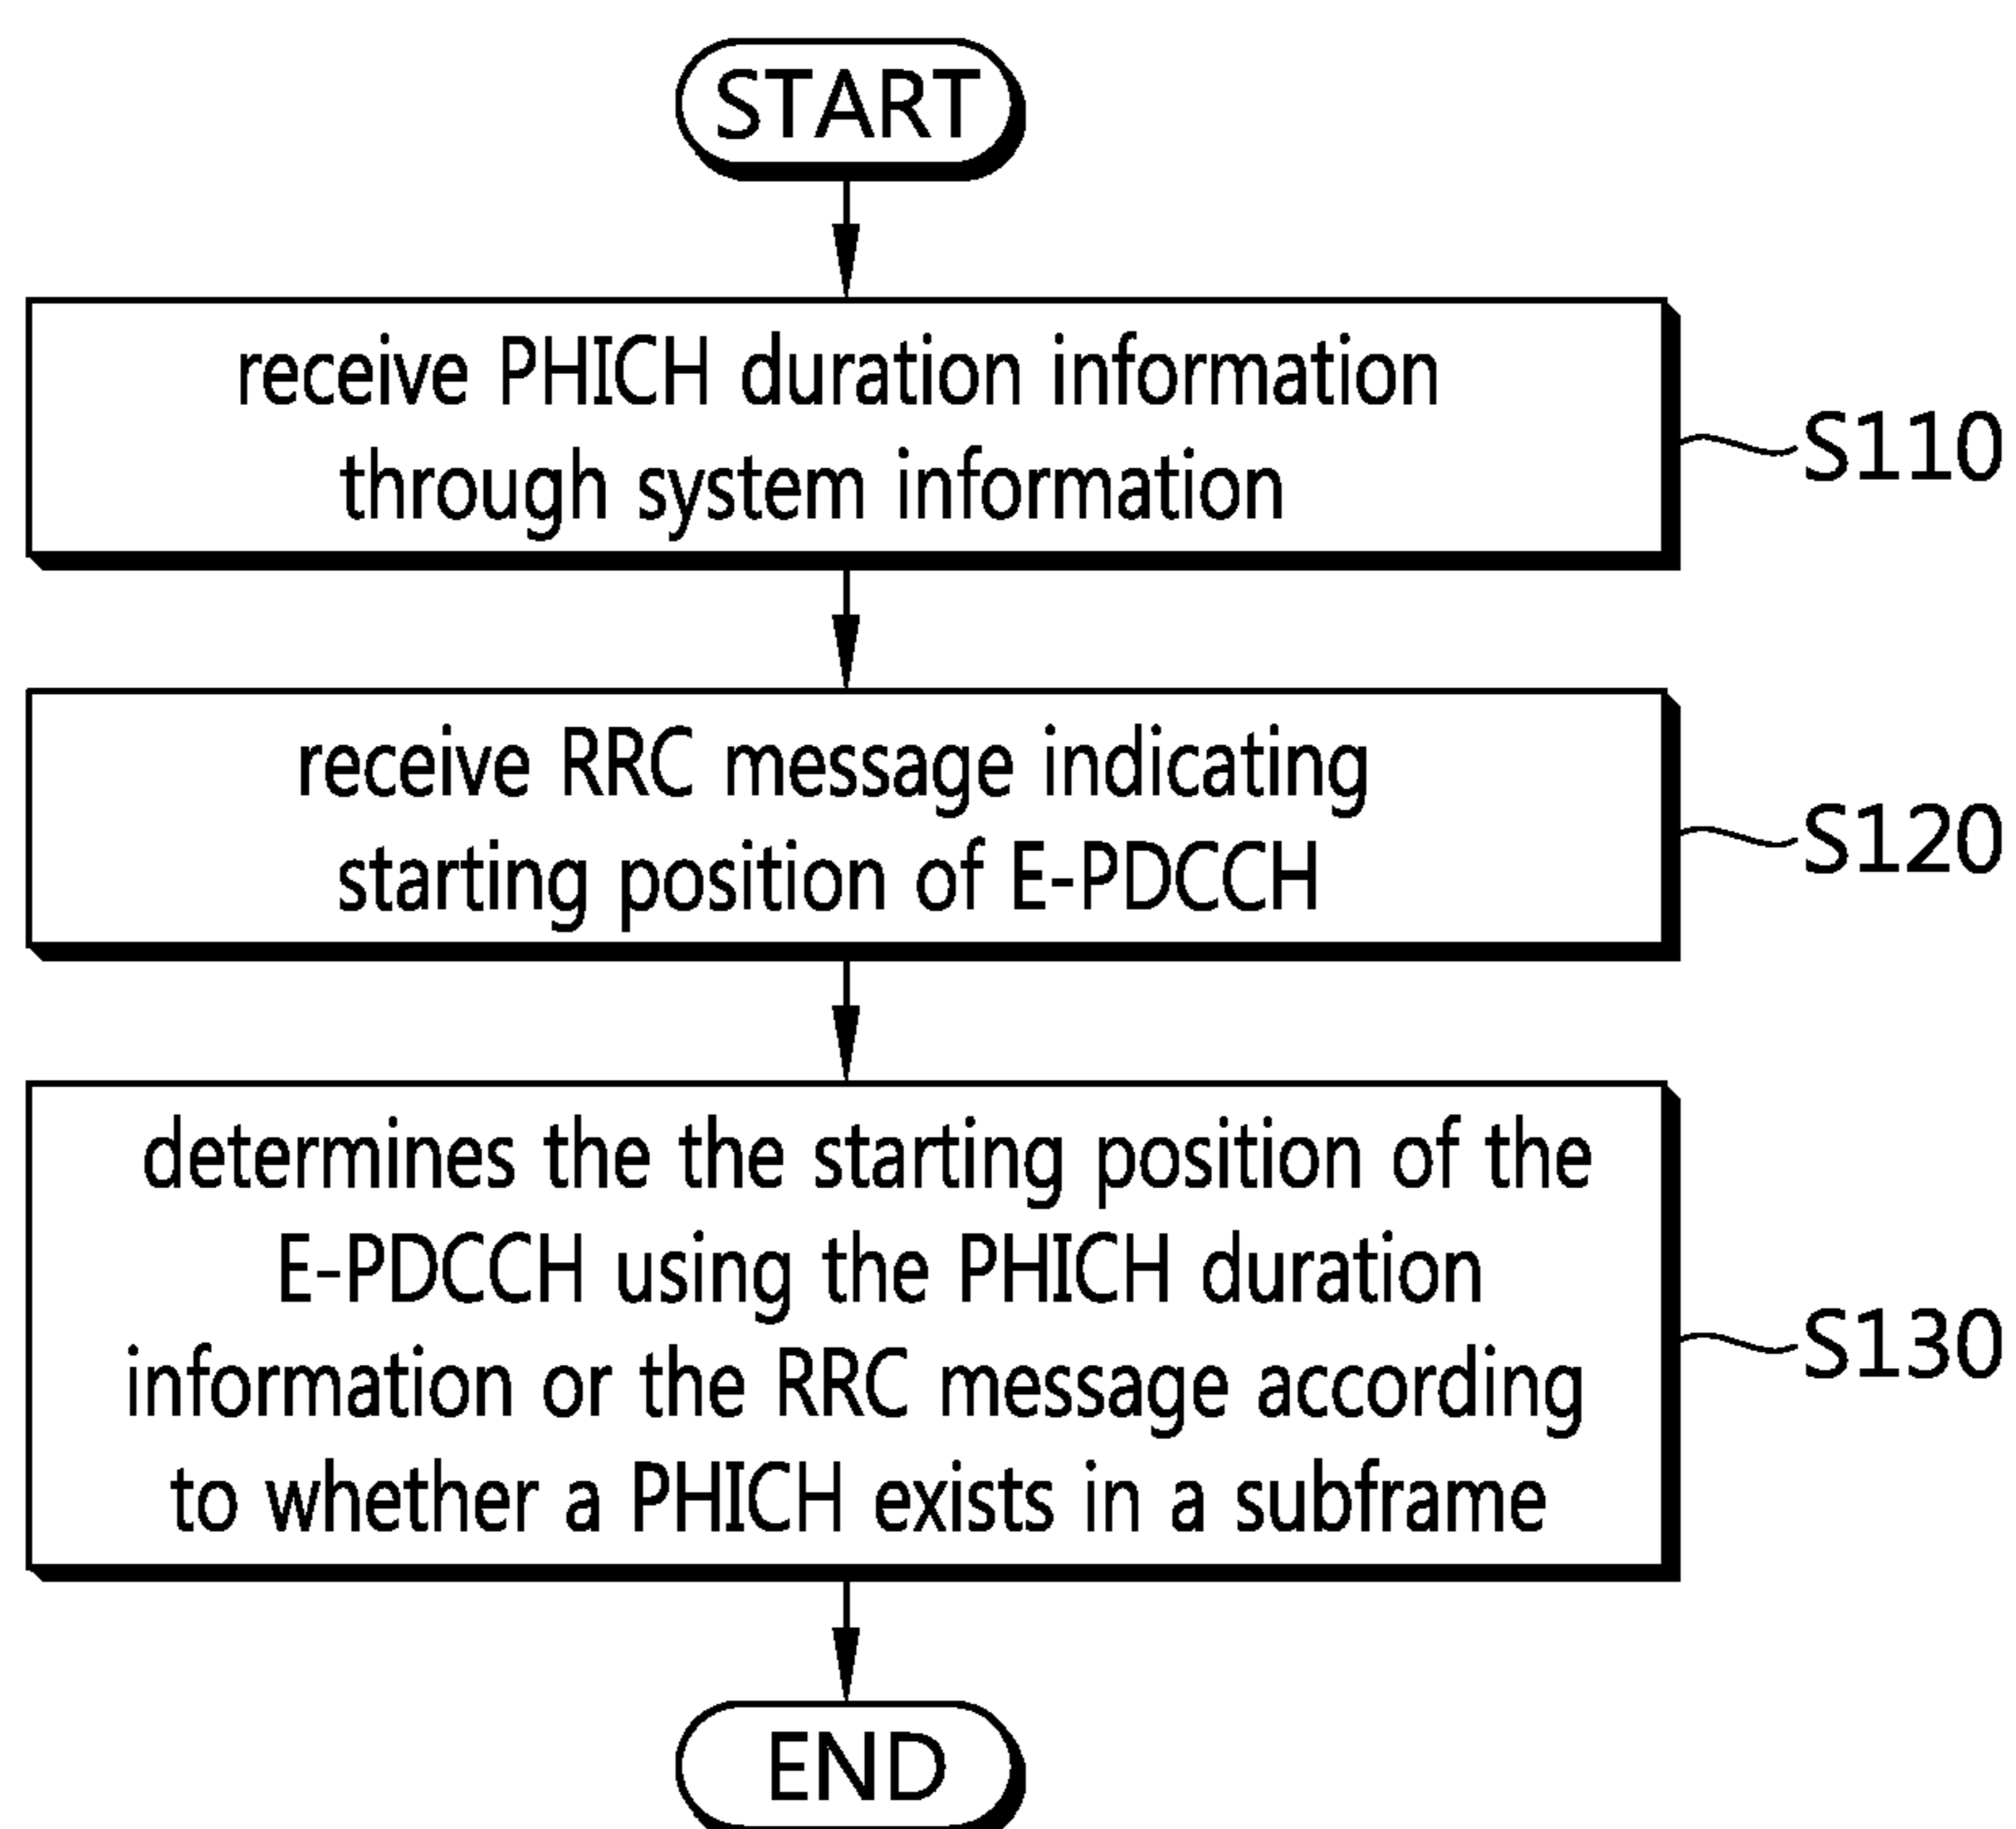 START
receive PHICH duration information
through system information
S110
receive RRC message indicating
starting position of E-PDCCH
S120
determines the the starting position of the
E-PDCCH using the PHICH duration
information or the RRC message according
to whether a PHICH exists in a subframe
S130
END